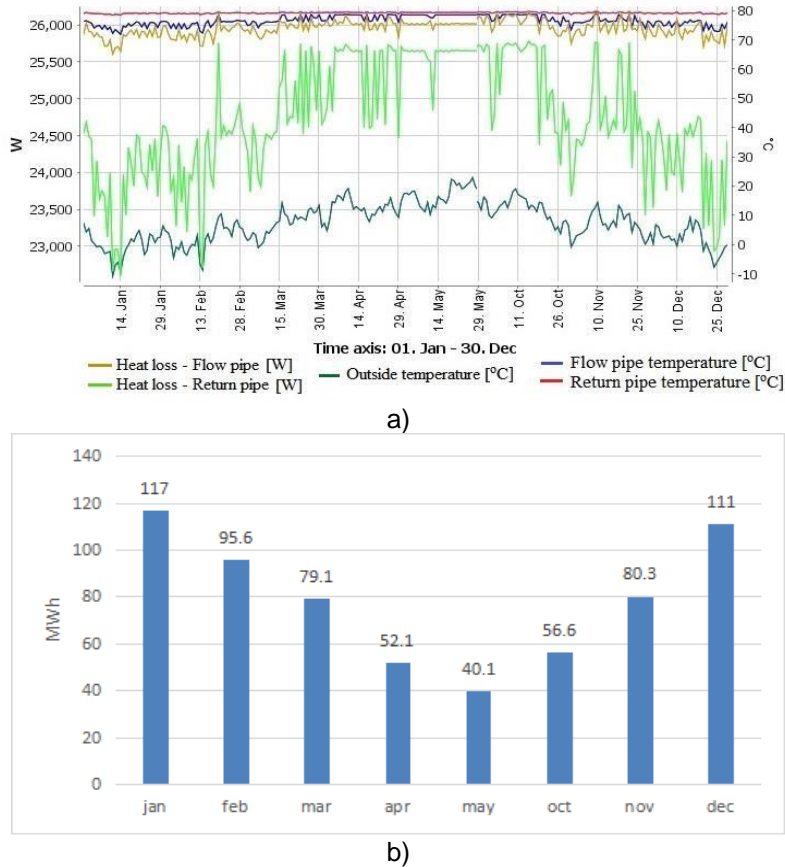 26,000
25,500
25,000
24,500
24,000
23,500
23,000
W
80
70
60
50
40
30
20
10
0
-10
°C
14. Jan
29. Jan
13. Feb
28. Feb
15. Mar
30. Mar
14. Apr
29. Apr
14. May
29. May
11. Oct
26. Oct
10. Nov
25. Nov
10. Dec
25. Dec
Time axis: 01. Jan - 30. Dec
Heat loss - Flow pipe [W]
Heat loss - Return pipe [W]
Outside temperature [°C]
Flow pipe temperature [°C]
Return pipe temperature [°C]
a)
140
120
100
80
60
40
20
0
MWh
117
95.6
79.1
52.1
40.1
56.6
80.3
111
jan
feb
mar
apr
may
oct
nov
dec
b)